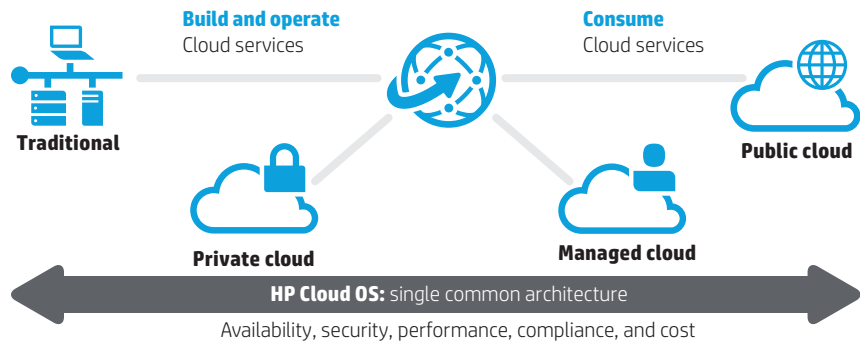 Build and operate
Cloud services
Consume
Cloud services
Traditional
Public cloud
Private cloud
Managed cloud
HP Cloud OS: single common architecture
Availability, security, performance, compliance, and cost